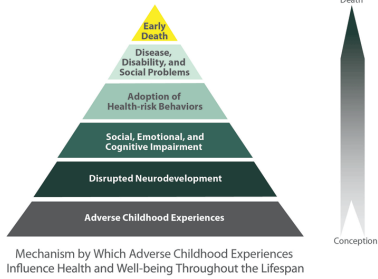 Death
Early
Death
Disease,
Disability, and
Social Problems
Adoption of
Health-risk Behaviors
Social, Emotional, and
Cognitive Impairment
Disrupted Neurodevelopment
Adverse Childhood Experiences
Conception
Mechanism by Which Adverse Childhood Experiences
Influence Health and Well-being Throughout the Lifespan